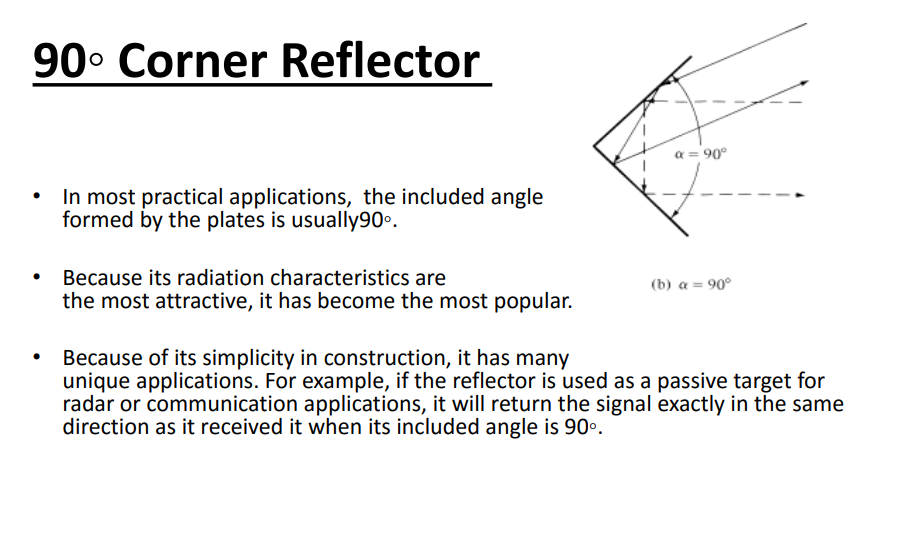 90◦ Corner Reflector
α = 90°
(b) α = 90°
• In most practical applications, the included angle
formed by the plates is usually90◦.
• Because its radiation characteristics are
the most attractive, it has become the most popular.
• Because of its simplicity in construction, it has many
unique applications. For example, if the reflector is used as a passive target for
radar or communication applications, it will return the signal exactly in the same
direction as it received it when its included angle is 90◦.